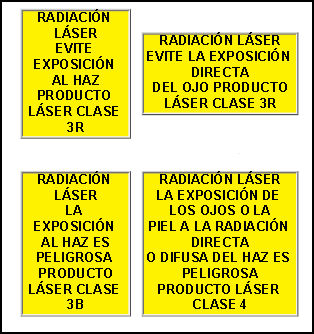 RADIACIÓN
LÁSER
EVITE
EXPOSICIÓN
AL HAZ
PRODUCTO
LÁSER CLASE
3R
RADIACIÓN LÁSER
EVITE LA EXPOSICIÓN
DIRECTA
DEL OJO PRODUCTO
LÁSER CLASE 3R
RADIACIÓN
LÁSER
LA
EXPOSICIÓN
AL HAZ ES
PELIGROSA
PRODUCTO
LÁSER CLASE
3B
RADIACIÓN LÁSER
LA EXPOSICIÓN DE
LOS OJOS O LA
PIEL A LA RADIACIÓN
DIRECTA
O DIFUSA DEL HAZ ES
PELIGROSA
PRODUCTO LÁSER
CLASE 4